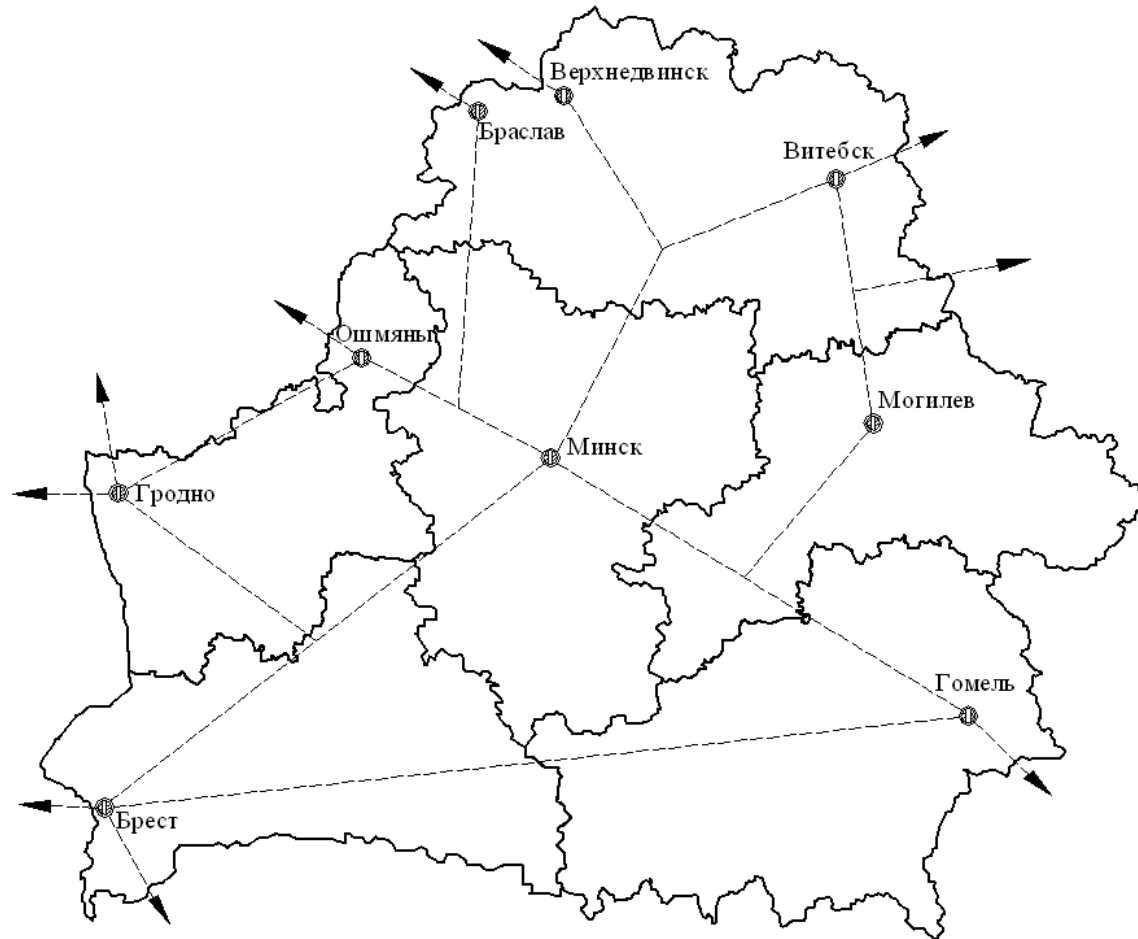 Верхнедвинск
Браслав
Витебск
Ошмяны
Могилев
Минск
Гродно
Гомель
Брест